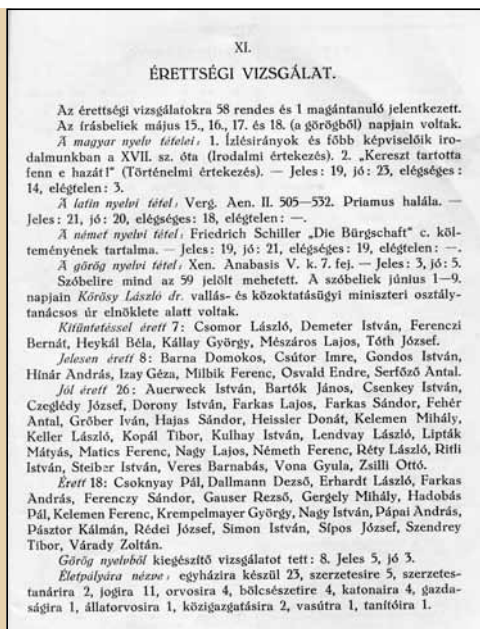 XI.
ÉRETTSÉGI VIZSGÁLAT.
Az érettségi vizsgálatokra 58 rendes és 1 magántanuló jelentkezett.
Az írásbeliek május 15., 16., 17. és 18. (a görögből) napjain voltak.
A magyar nyelv tételei: 1. Ízlésirányok és főbb képviselőik iro-
dalmunkban a XVII. sz. óta (Irodalmi értekezés). 2. „Kereszt tartotta
fenn e hazát!" (Történelmi értekezés). — Jeles: 19, jó: 23, elégséges:
14, elégtelen: 3.
A latin nyelvi tétel: Verg. Aen. II. 505—532. Priamus halála. —
Jeles: 21, jó: 20, elégséges: 18, elégtelen: —.
A német nyelvi tétel: Friedrich Schiller „Die Bürgschaft" c. köl-
teményének tartalma. — Jeles: 19, jó: 21, elégséges: 19, elégtelen: —.
A görög nyelvi tétel: Xen. Anabasis V. k. 7. fej. — Jeles: 3, jó: 5.
Szóbelire mind az 59 jelölt mehetett. A szóbeliek június 1—9.
napjain Kőrösy László dr. vallás- és közoktatásügyi miniszteri osztály-
tanácsos úr elnöklete alatt voltak.
Kitüntetéssel érett 7: Csomor László, Demeter István, Ferenczi
Bernát, Heykál Béla, Kállay György, Mészáros Lajos, Tóth József.
Jelesen érett 8: Barna Domokos, Csútor Imre, Gondos István,
Hínár András, Izay Géza, Milbik Ferenc, Osvald Endre, Serfőző Antal.
Jól érett 26: Auerweck István, Bartók János, Csenkey István,
Czeglédy József, Dorony István, Farkas Lajos, Farkas Sándor, Fehér
Antal, Gröber Iván, Hajas Sándor, Heissler Donát, Kelemen Mihály,
Keller László, Kopál Tibor, Kulhay István, Lendvay László, Lipták
Mátyás, Matics Ferenc, Nagy Lajos, Németh Ferenc, Réty László, Ritli
István, Steiber István, Veres Barnabás, Vona Gyula, Zsilli Ottó.
Érett 18: Csoknyay Pál, Dallmann Dezső, Erhardt László, Farkas
András, Ferenczy Sándor, Gauser Rezső, Gergely Mihály, Hadobás
Pál, Kelemen Ferenc, Krempelmayer György, Nagy István, Pápai András,
Pásztor Kálmán, Rédei József, Simon István, Sípos József, Szendrey
Tibor, Várady Zoltán.
Görög nyelvből kiegészítő vizsgálatot tett: 8. Jeles 5, jó 3.
Életpályára nézve: egyházira készül 23, szerzetesire 5, szerzetes-
tanárira 2, jogira 11, orvosira 4, bölcsészetire 4, katonaira 4, gazda-
ságira 1, állatorvosira 1, közigazgatásira 2, vasútra 1, tanítóira 1.